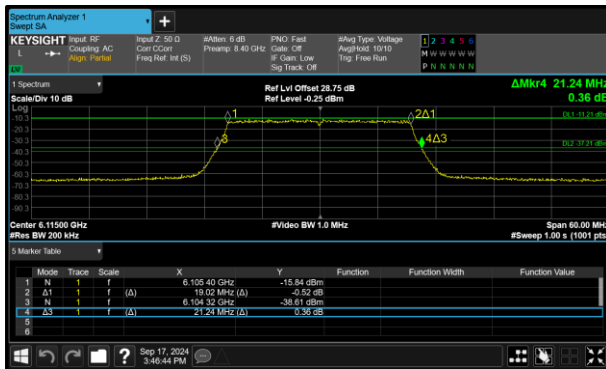 Spectrum Analyzer 1
Swept SA
KEYSIGHT Input: RF Input Z: 50 Ω #Atten: 6 dB PNO: Fast #Avg Type: Voltage 1 2 3 4 5 6
L Coupling: AC Corr CCorr Preamp: 8.40 GHz Gate: Off Avg|Hold: 10/10 M W W W W W
Align: Partial Freq Ref: Int (S) IF Gain: Low Trig: Free Run
Sig Track: Off P N N N N N
1 Spectrum Ref Lvl Offset 28.75 dB ΔMkr4 21.24 MHz
Scale/Div 10 dB Ref Level -0.25 dBm 0.36 dB
Log
-10.3 1 2Δ1 DL1 -11.21 dBm
-20.3
-30.3 3 4Δ3 DL2 -37.21 dBm
-40.3
-50.3
-60.3
-70.3
-80.3
-90.3
Center 6.11500 GHz #Video BW 1.0 MHz Span 60.00 MHz
#Res BW 200 kHz #Sweep 1.00 s (1001 pts)
5 Marker Table
Mode Trace Scale X Y Function Function Width Function Value
1 N 1 f 6.105 40 GHz -15.84 dBm
2 Δ1 1 f (Δ) 19.02 MHz (Δ) -0.52 dB
3 N 1 f 6.104 32 GHz -38.61 dBm
4 Δ3 1 f (Δ) 21.24 MHz (Δ) 0.36 dB
5
6
? Sep 17, 2024
3:46:44 PM